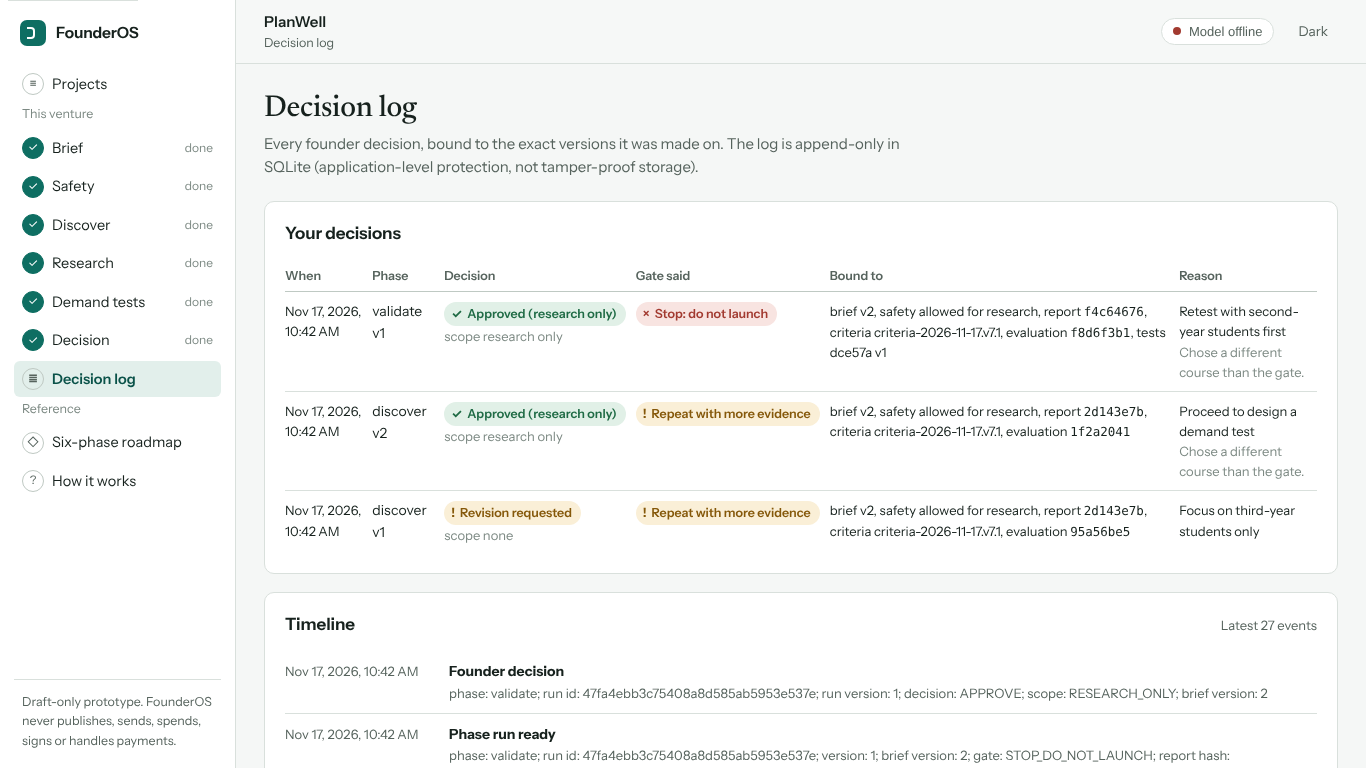 FounderOS
PlanWell
Decision log
Model offline
Dark
Projects
This venture
Brief done
Safety done
Discover done
Research done
Demand tests done
Decision done
Decision log
Reference
Six-phase roadmap
? How it works
Draft-only prototype. FounderOS
never publishes, sends, spends,
signs or handles payments.
Decision log
Every founder decision, bound to the exact versions it was made on. The log is append-only in
SQLite (application-level protection, not tamper-proof storage).
Your decisions
When Phase Decision Gate said Bound to Reason
Nov 17, 2026,
10:42 AM
validate
v1
✓ Approved (research only)
scope research only
× Stop: do not launch
brief v2, safety allowed for research, report f4c64676,
criteria criteria-2026-11-17.v7.1, evaluation f8d6f3b1, tests
dce57a v1
Retest with second-
year students first
Chose a different
course than the gate.
Nov 17, 2026,
10:42 AM
discover
v2
✓ Approved (research only)
scope research only
! Repeat with more evidence
brief v2, safety allowed for research, report 2d143e7b,
criteria criteria-2026-11-17.v7.1, evaluation 1f2a2041
Proceed to design a
demand test
Chose a different
course than the gate.
Nov 17, 2026,
10:42 AM
discover
v1
! Revision requested
scope none
! Repeat with more evidence
brief v2, safety allowed for research, report 2d143e7b,
criteria criteria-2026-11-17.v7.1, evaluation 95a56be5
Focus on third-year
students only
Timeline
Latest 27 events
Nov 17, 2026, 10:42 AM
Founder decision
phase: validate; run id: 47fa4ebb3c75408a8d585ab5953e537e; run version: 1; decision: APPROVE; scope: RESEARCH_ONLY; brief version: 2
Nov 17, 2026, 10:42 AM
Phase run ready
phase: validate; run id: 47fa4ebb3c75408a8d585ab5953e537e; version: 1; brief version: 2; gate: STOP_DO_NOT_LAUNCH; report hash: